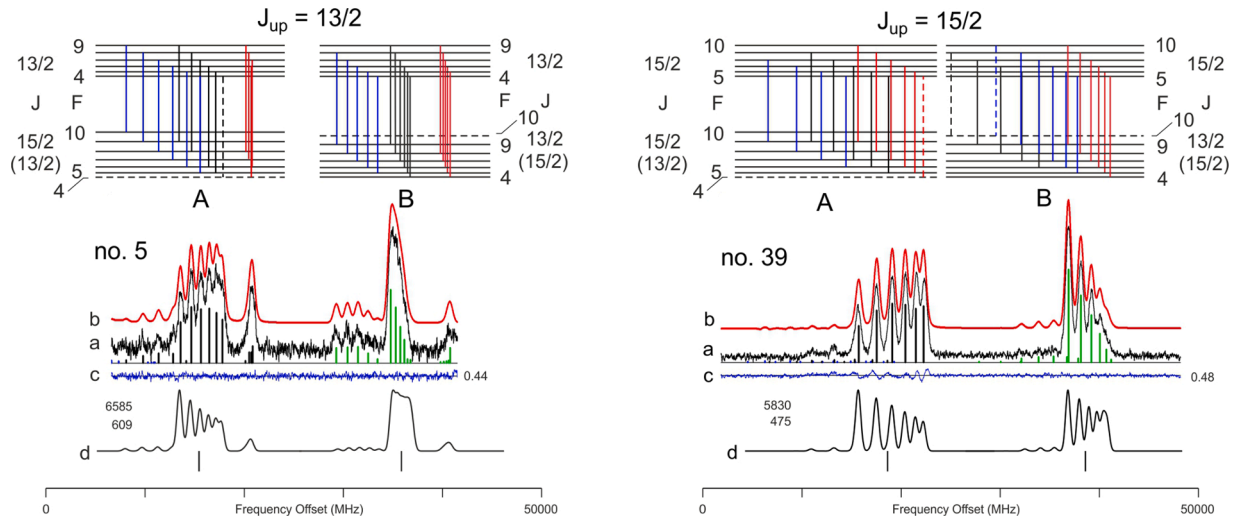 J_up = 13/2
9
13/2
4
J F
15/2
(13/2)
10
5
4
A
9
13/2
4
F J
10
13/2
9
(15/2)
4
B
no. 5
b
a
c
0.44
6585
609
d
0
Frequency Offset (MHz)
50000
J_up = 15/2
10
15/2
5
J F
15/2
(13/2)
10
5
4
A
10
15/2
5
F J
10
13/2
9
(15/2)
4
B
no. 39
b
a
c
0.48
5830
475
d
0
Frequency Offset (MHz)
50000